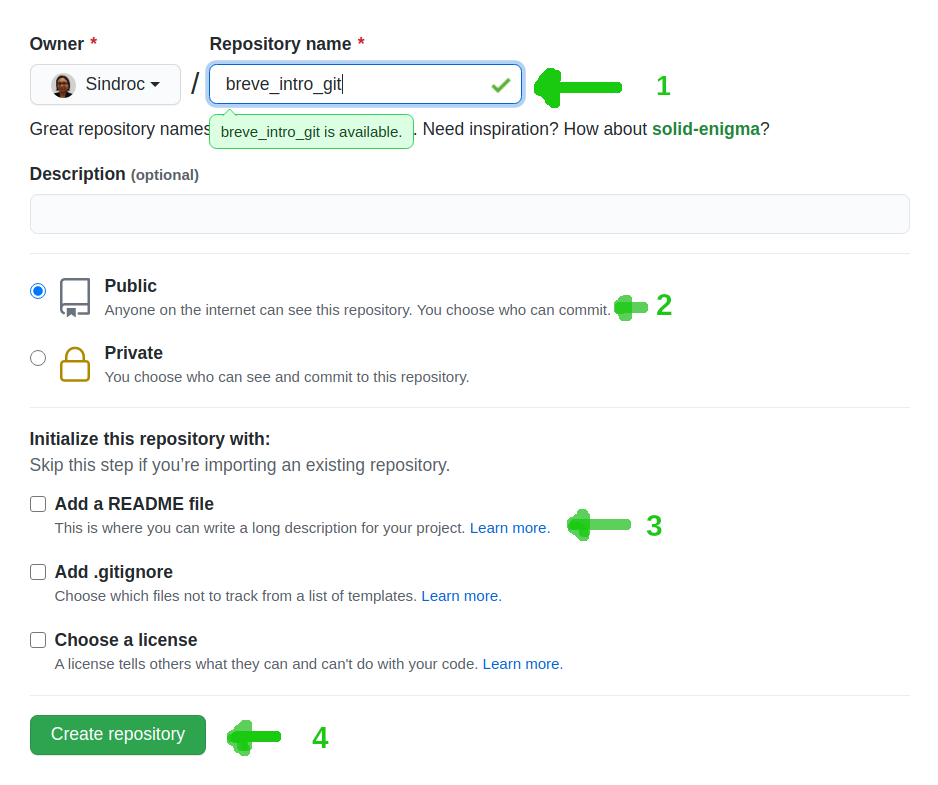 Owner * Repository name *
Sindroc / breve_intro_git 1
Great repository names breve_intro_git is available. . Need inspiration? How about solid-enigma?
Description (optional)
Public
Anyone on the internet can see this repository. You choose who can commit. 2
Private
You choose who can see and commit to this repository.
Initialize this repository with:
Skip this step if you’re importing an existing repository.
Add a README file
This is where you can write a long description for your project. Learn more. 3
Add .gitignore
Choose which files not to track from a list of templates. Learn more.
Choose a license
A license tells others what they can and can't do with your code. Learn more.
Create repository 4